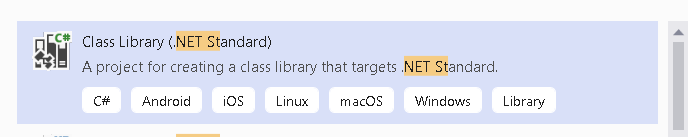 C#
Class Library (.NET Standard)
A project for creating a class library that targets .NET Standard.
C# Android iOS Linux macOS Windows Library